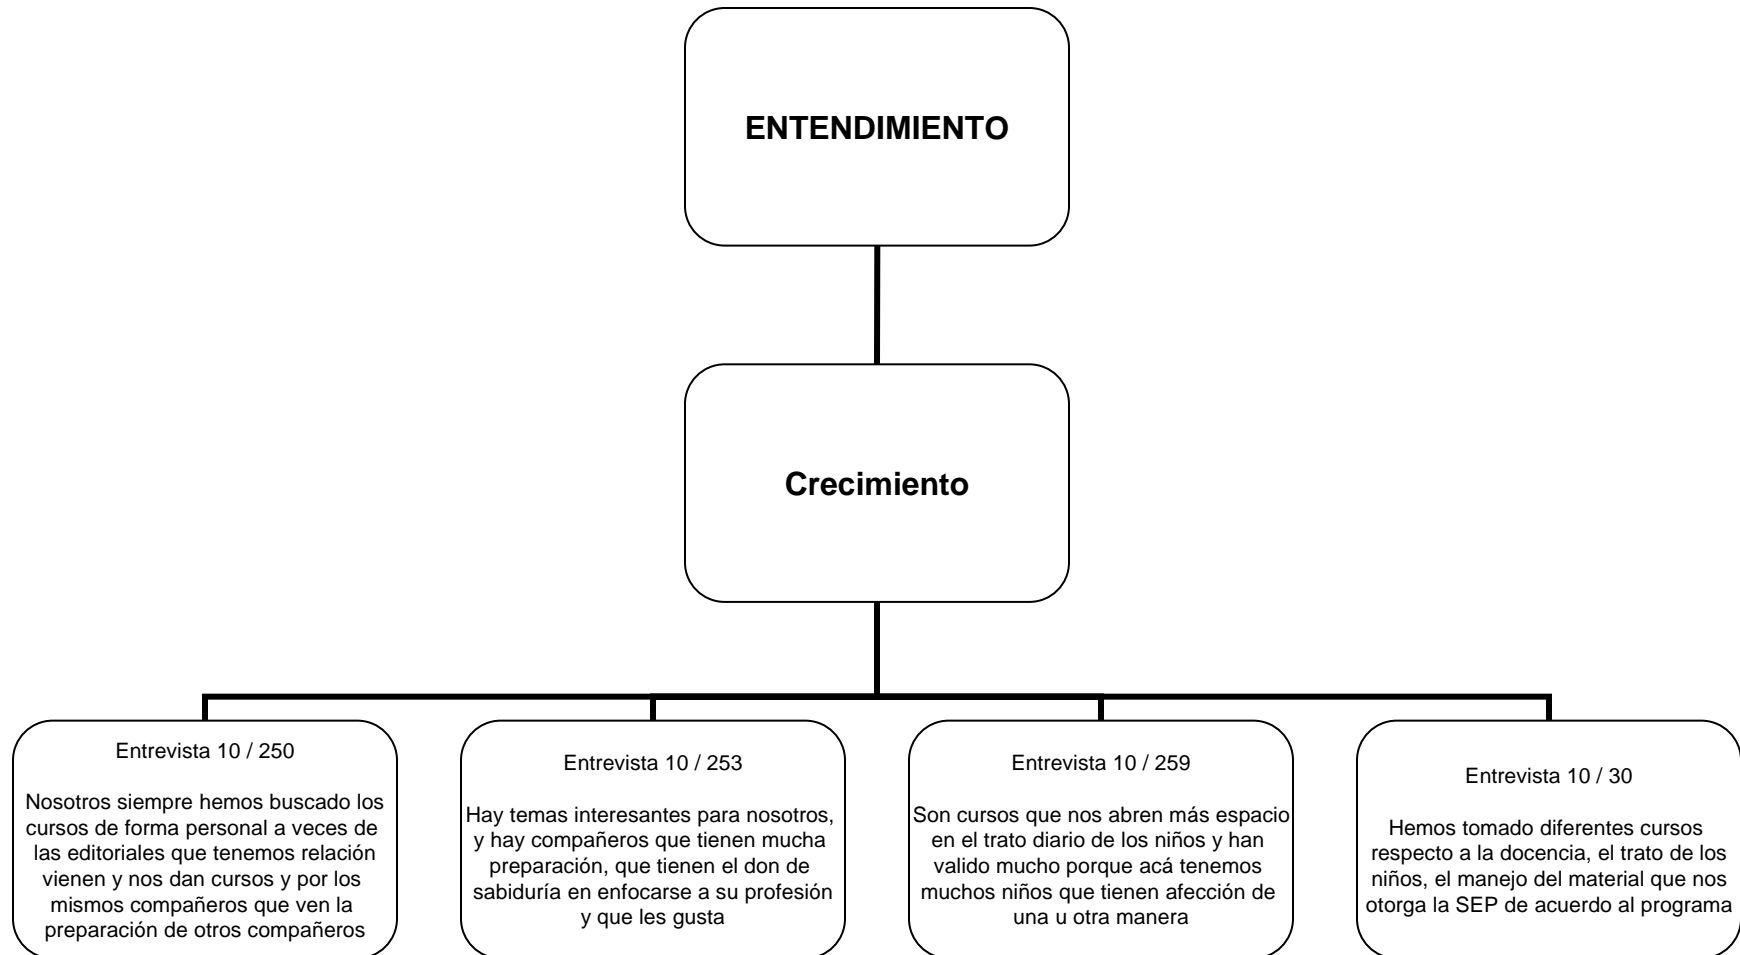 ENTENDIMIENTO
Crecimiento
Entrevista 10 / 250
Nosotros siempre hemos buscado los
cursos de forma personal a veces de
las editoriales que tenemos relación
vienen y nos dan cursos y por los
mismos compañeros que ven la
preparación de otros compañeros
Entrevista 10 / 253
Hay temas interesantes para nosotros,
y hay compañeros que tienen mucha
preparación, que tienen el don de
sabiduría en enfocarse a su profesión
y que les gusta
Entrevista 10 / 259
Son cursos que nos abren más espacio
en el trato diario de los niños y han
valido mucho porque acá tenemos
muchos niños que tienen afección de
una u otra manera
Entrevista 10 / 30
Hemos tomado diferentes cursos
respecto a la docencia, el trato de los
niños, el manejo del material que nos
otorga la SEP de acuerdo al programa